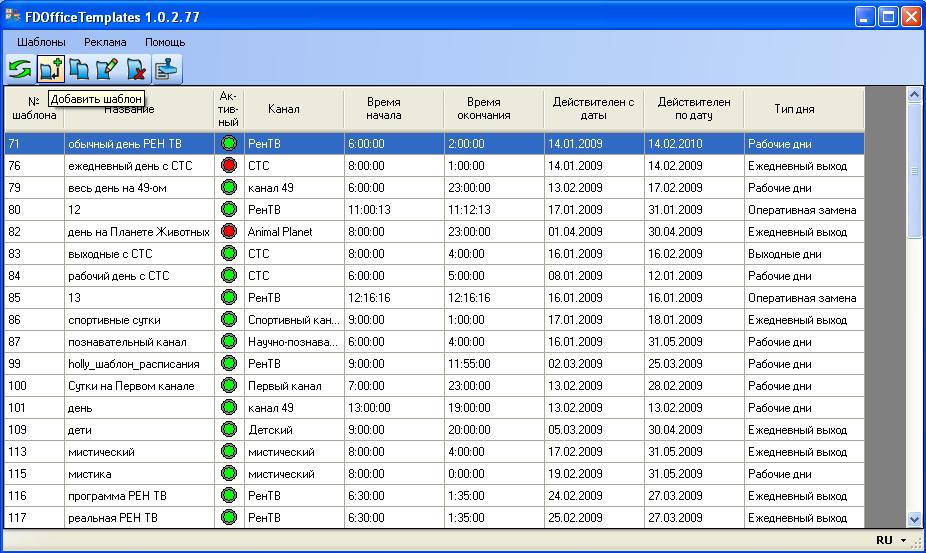 FDOfficeTemplates 1.0.2.77
Шаблоны Реклама Помощь
Добавить шаблон
№ шаблона Название Ак-тив-ный Канал Время начала Время окончания Действителен с даты Действителен по дату Тип дня
71 обычный день РЕН ТВ РенТВ 6:00:00 2:00:00 14.01.2009 14.02.2010 Рабочие дни
76 ежедневный день с СТС СТС 8:00:00 1:00:00 14.01.2009 14.02.2009 Ежедневный выход
79 весь день на 49-ом канал 49 6:00:00 23:00:00 13.02.2009 17.02.2009 Рабочие дни
80 12 РенТВ 11:00:13 11:12:13 17.01.2009 31.01.2009 Оперативная замена
82 день на Планете Животных Animal Planet 8:00:00 23:00:00 01.04.2009 30.04.2009 Ежедневный выход
83 выходные с СТС СТС 8:00:00 4:00:00 16.01.2009 16.02.2009 Выходные дни
84 рабочий день с СТС СТС 6:00:00 5:00:00 08.01.2009 12.01.2009 Рабочие дни
85 13 РенТВ 12:16:16 12:16:16 16.01.2009 16.01.2009 Оперативная замена
86 спортивные сутки Спортивный кан... 9:00:00 1:00:00 17.01.2009 18.01.2009 Ежедневный выход
87 познавательный канал Научно-познава... 6:00:00 4:00:00 16.01.2009 31.05.2009 Рабочие дни
99 holly_шаблон_расписания РенТВ 9:00:00 11:55:00 02.03.2009 25.03.2009 Рабочие дни
100 Сутки на Первом канале Первый канал 7:00:00 23:00:00 13.02.2009 28.02.2009 Рабочие дни
101 день канал 49 13:00:00 19:00:00 13.02.2009 13.02.2009 Рабочие дни
109 дети Детский 9:00:00 20:00:00 05.03.2009 30.04.2009 Ежедневный выход
113 мистический мистический 8:00:00 4:00:00 17.02.2009 31.05.2009 Ежедневный выход
115 мистика мистический 8:00:00 0:00:00 19.02.2009 31.05.2009 Рабочие дни
116 программа РЕН ТВ РенТВ 6:30:00 1:35:00 24.02.2009 27.03.2009 Ежедневный выход
117 реальная РЕН ТВ РенТВ 6:30:00 1:35:00 25.02.2009 27.03.2009 Ежедневный выход
RU